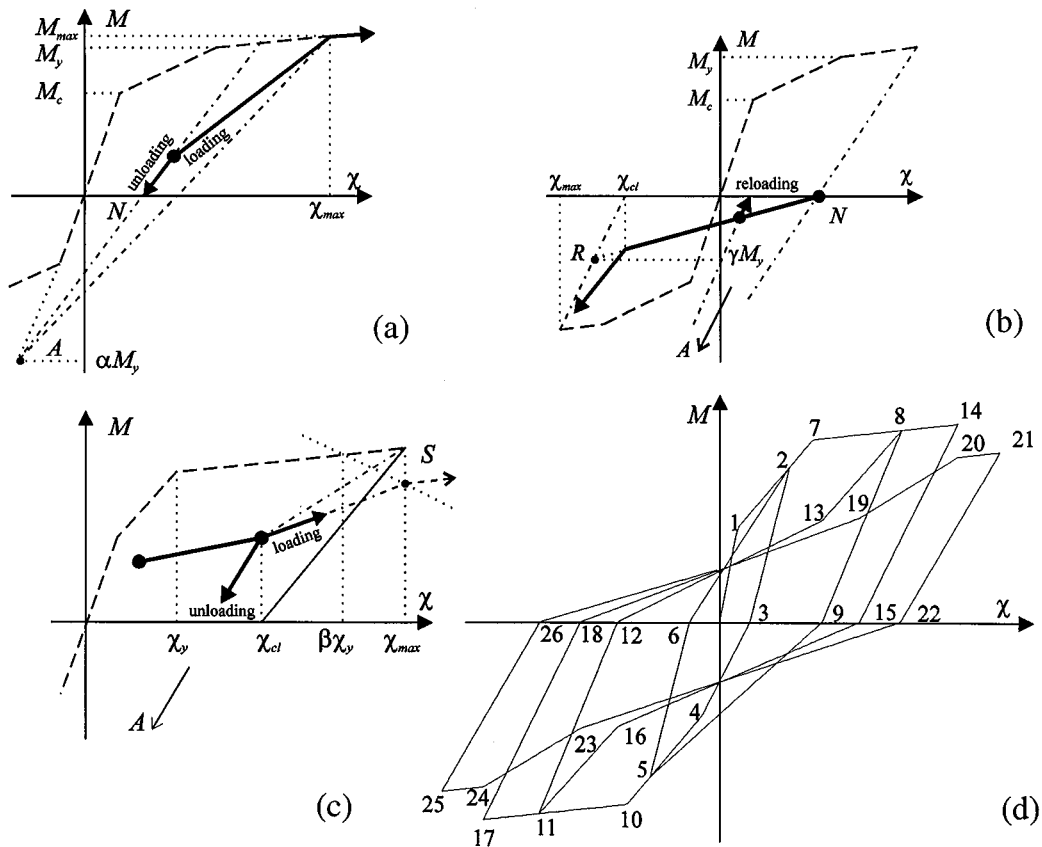 M_max
M
M_y
M_c
unloading
loading
χ
N
χ_max
A
αM_y
(a)
M
M_y
M_c
χ_max
χ_cl
reloading
χ
N
R
γM_y
A
(b)
M
S
loading
unloading
χ
χ_y
χ_cl
βχ_y
χ_max
A
(c)
M
7
8
14
20
21
2
1
13
19
χ
26
18
12
6
3
9
15
22
4
23
16
5
25
24
17
11
10
(d)